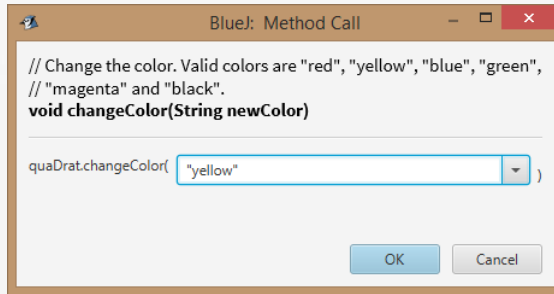 BlueJ: Method Call
// Change the color. Valid colors are "red", "yellow", "blue", "green",
// "magenta" and "black".
void changeColor(String newColor)
quaDrat.changeColor( "yellow" )
OK Cancel